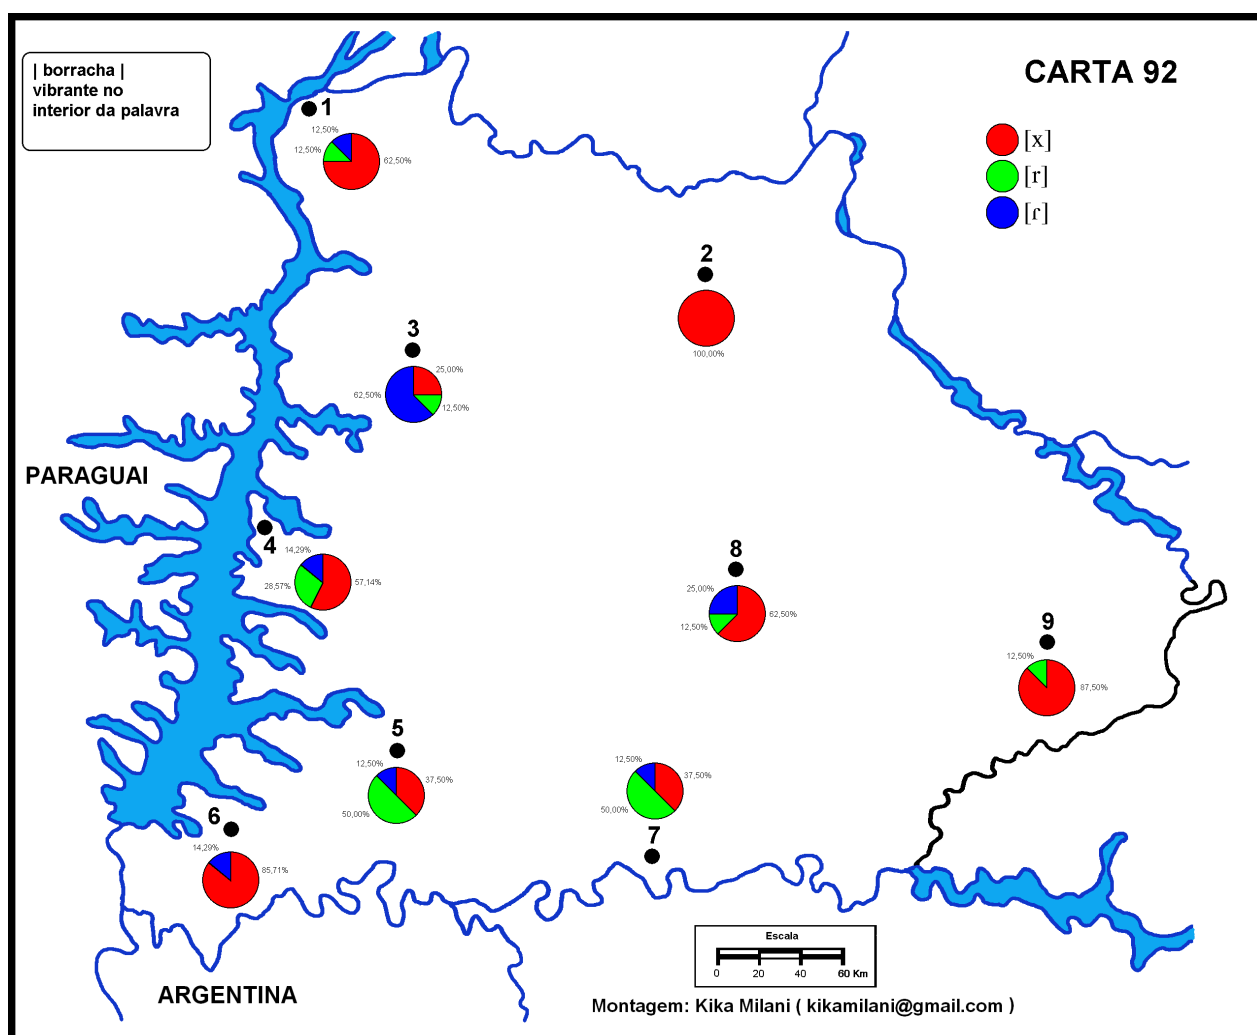 | borracha |
vibrante no
interior da palavra
CARTA 92
[x]
[r]
[ɾ]
1
12,50%
12,50%
62,50%
2
100,00%
3
25,00%
62,50%
12,50%
PARAGUAI
4
14,29%
28,57%
57,14%
8
25,00%
12,50%
62,50%
9
12,50%
87,50%
5
12,50%
37,50%
50,00%
12,50%
37,50%
50,00%
7
6
14,29%
85,71%
Escala
0 20 40 60 Km
ARGENTINA
Montagem: Kika Milani ( kikamilani@gmail.com )